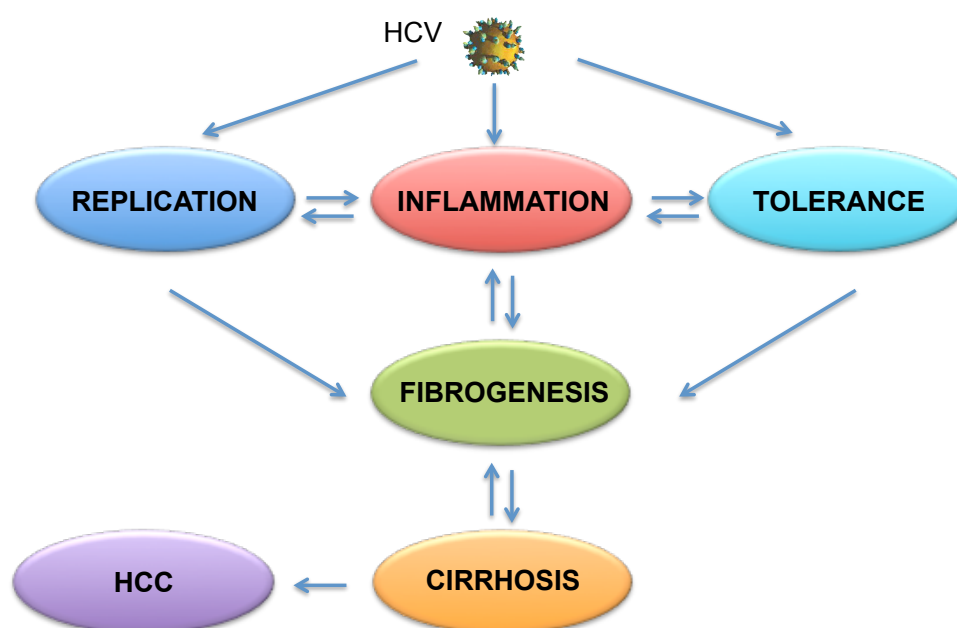 HCV
REPLICATION
INFLAMMATION
TOLERANCE
FIBROGENESIS
HCC
CIRRHOSIS